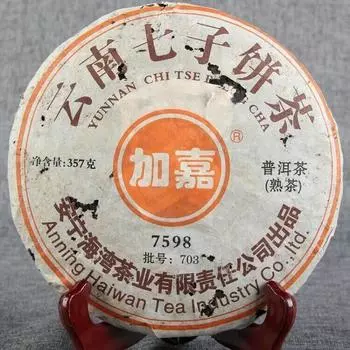 云南七子饼茶
YUNNAN CHI TSE CHA
加嘉
®
净含量:357克
普洱茶
(熟茶)
7598
批号: 703
安宁海湾茶业有限责任公司出品
Anning Haiwan Tea Industry Co.,ltd.